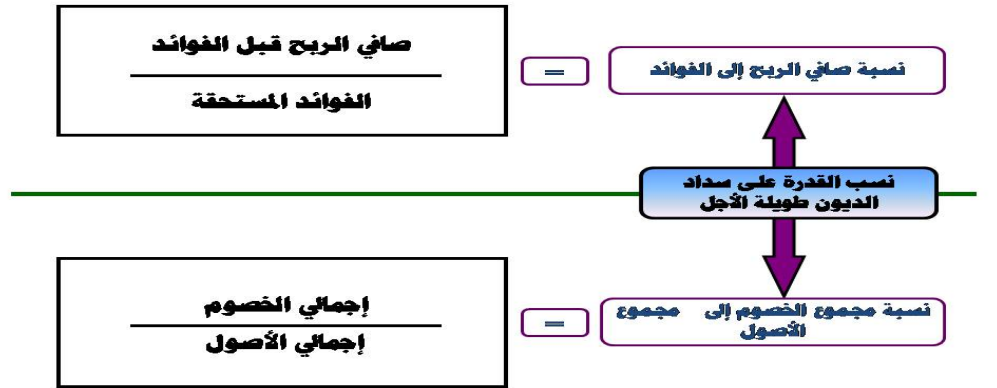 نسبة صافي الربح إلى الفوائد
=
صافي الربح قبل الفوائد
الفوائد المستحقة
نسب القدرة على سداد
الديون طويلة الأجل
نسبة مجموع الخصوم إلى مجموع
الأصول
=
إجمالي الخصوم
إجمالي الأصول